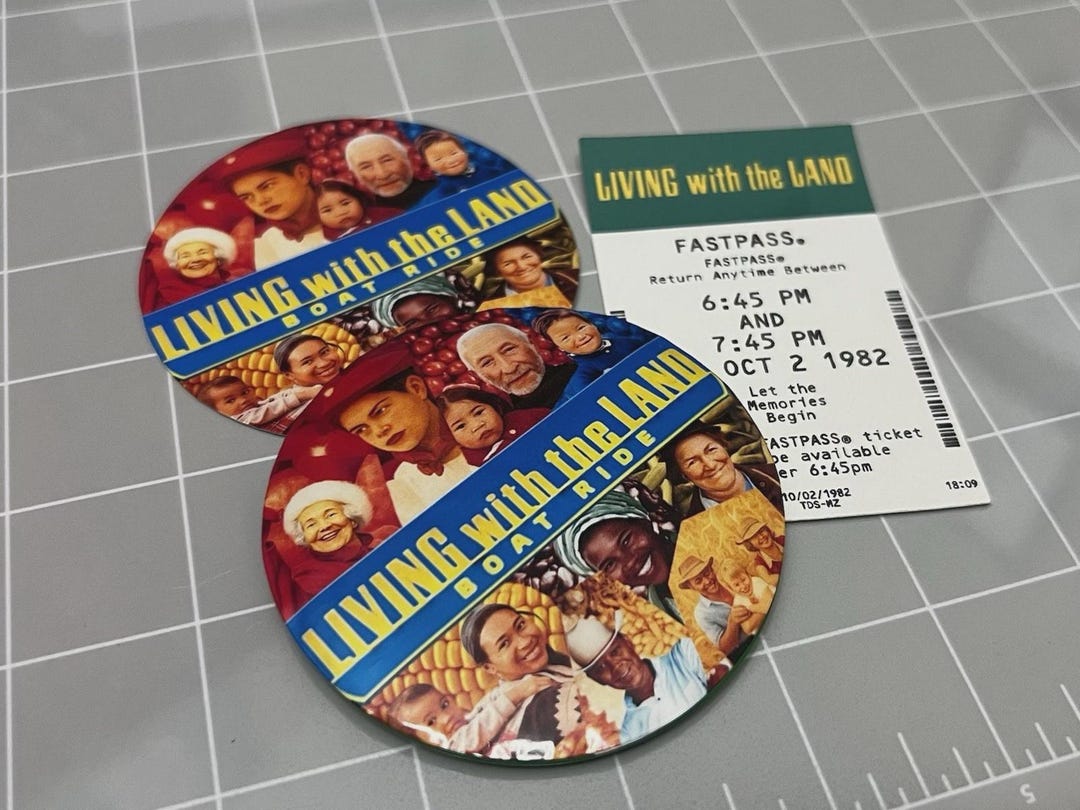 LIVING with the LAND
BOAT RIDE
LIVING with the LAND
BOAT RIDE
LIVING with the LAND
FASTPASS®
FASTPASS®
Return Anytime Between
6:45 PM
AND
7:45 PM
OCT 2 1982
Let the
Memories
Begin
FASTPASS® ticket
be available
er 6:45pm
10/02/1982
TDS-MZ
18:09
5